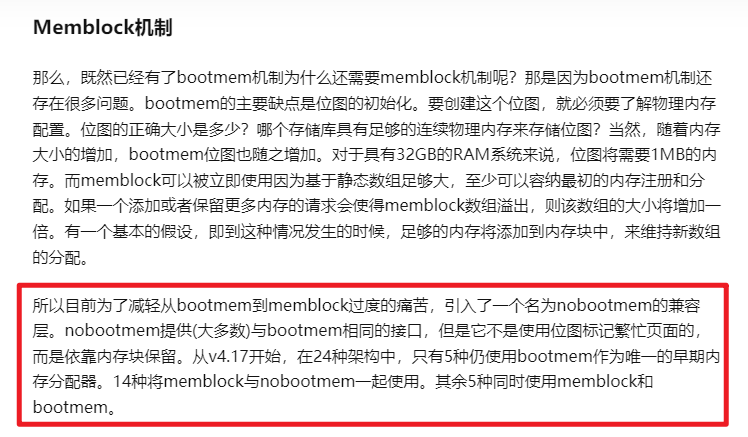 Memblock机制
那么，既然已经有了bootmem机制为什么还需要memblock机制呢？那是因为bootmem机制还
存在很多问题。bootmem的主要缺点是位图的初始化。要创建这个位图，就必须要了解物理内存
配置。位图的正确大小是多少？哪个存储库具有足够的连续物理内存来存储位图？当然，随着内存
大小的增加，bootmem位图也随之增加。对于具有32GB的RAM系统来说，位图将需要1MB的内
存。而memblock可以被立即使用因为基于静态数组足够大，至少可以容纳最初的内存注册和分
配。如果一个添加或者保留更多内存的请求会使得memblock数组溢出，则该数组的大小将增加一
倍。有一个基本的假设，即到这种情况发生的时候，足够的内存将添加到内存块中，来维持新数组
的分配。
所以目前为了减轻从bootmem到memblock过度的痛苦，引入了一个名为nobootmem的兼容
层。nobootmem提供(大多数)与bootmem相同的接口，但是它不是使用位图标记繁忙页面的，
而是依靠内存块保留。从v4.17开始，在24种架构中，只有5种仍使用bootmem作为唯一的早期内
存分配器。14种将memblock与nobootmem一起使用。其余5种同时使用memblock和
bootmem。